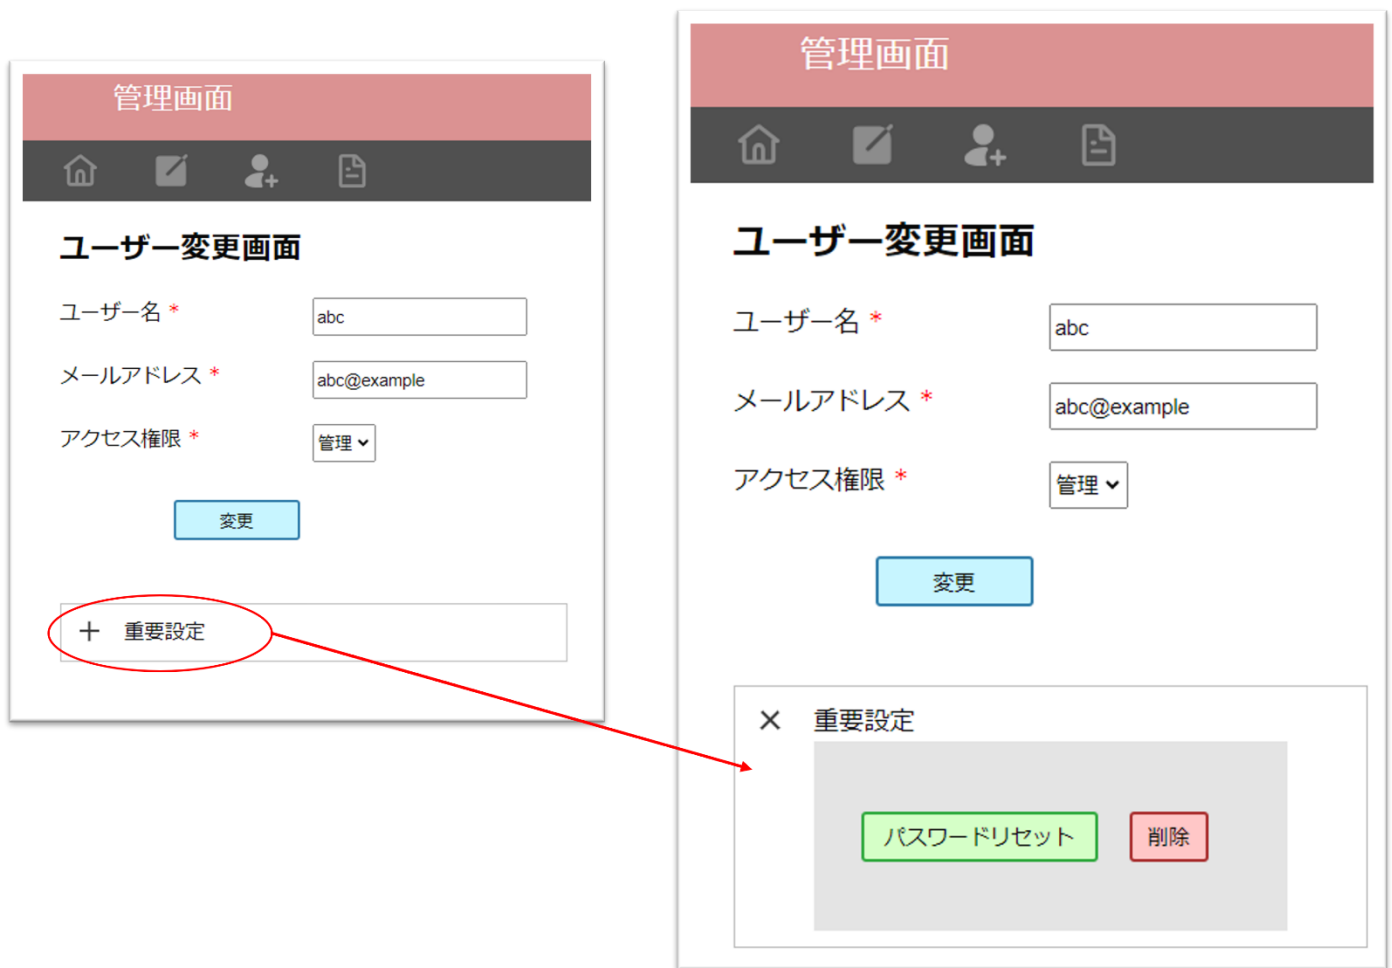 管理画面
ユーザー変更画面
ユーザー名 *
abc
メールアドレス *
abc@example
アクセス権限 *
管理
変更
＋ 重要設定
管理画面
ユーザー変更画面
ユーザー名 *
abc
メールアドレス *
abc@example
アクセス権限 *
管理
変更
× 重要設定
パスワードリセット
削除